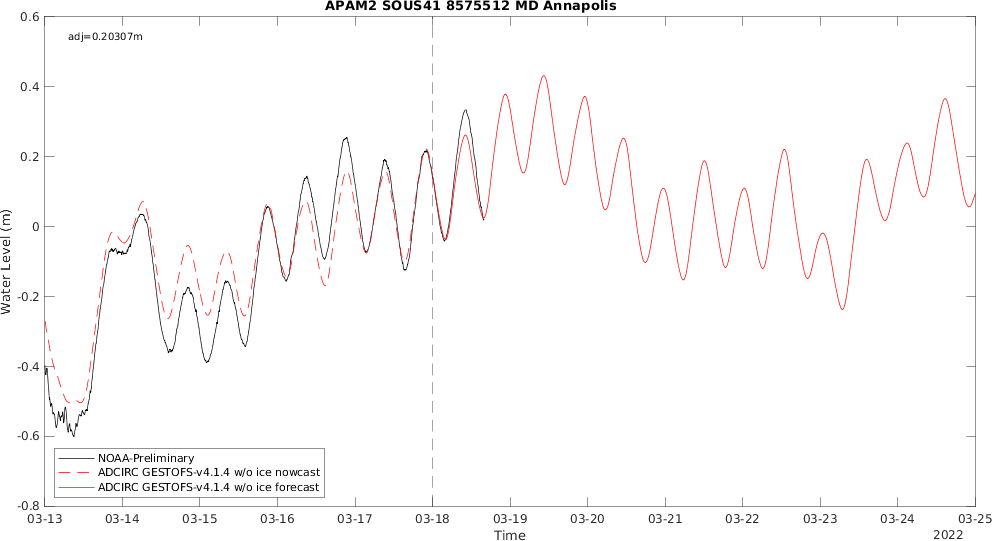 APAM2 SOUS41 8575512 MD Annapolis
adj=0.20307m
0.6
0.4
0.2
0
-0.2
-0.4
-0.6
-0.8
Water Level (m)
NOAA-Preliminary
ADCIRC GESTOFS-v4.1.4 w/o ice nowcast
ADCIRC GESTOFS-v4.1.4 w/o ice forecast
03-13 03-14 03-15 03-16 03-17 03-18 03-19 03-20 03-21 03-22 03-23 03-24 03-25
Time
2022